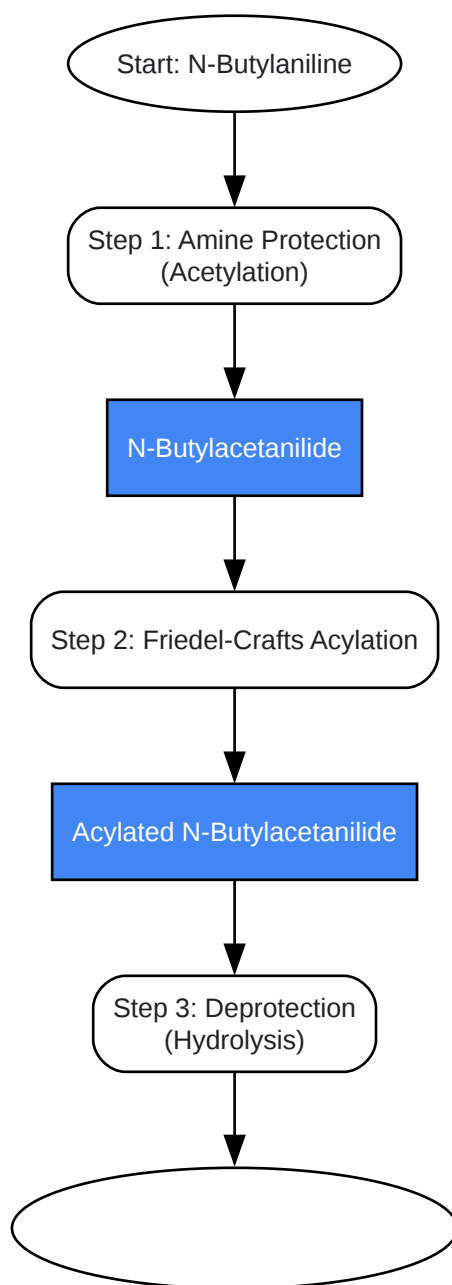 Start: N-Butylaniline
Step 1: Amine Protection
(Acetylation)
N-Butylacetanilide
Step 2: Friedel-Crafts Acylation
Acylated N-Butylacetanilide
Step 3: Deprotection
(Hydrolysis)